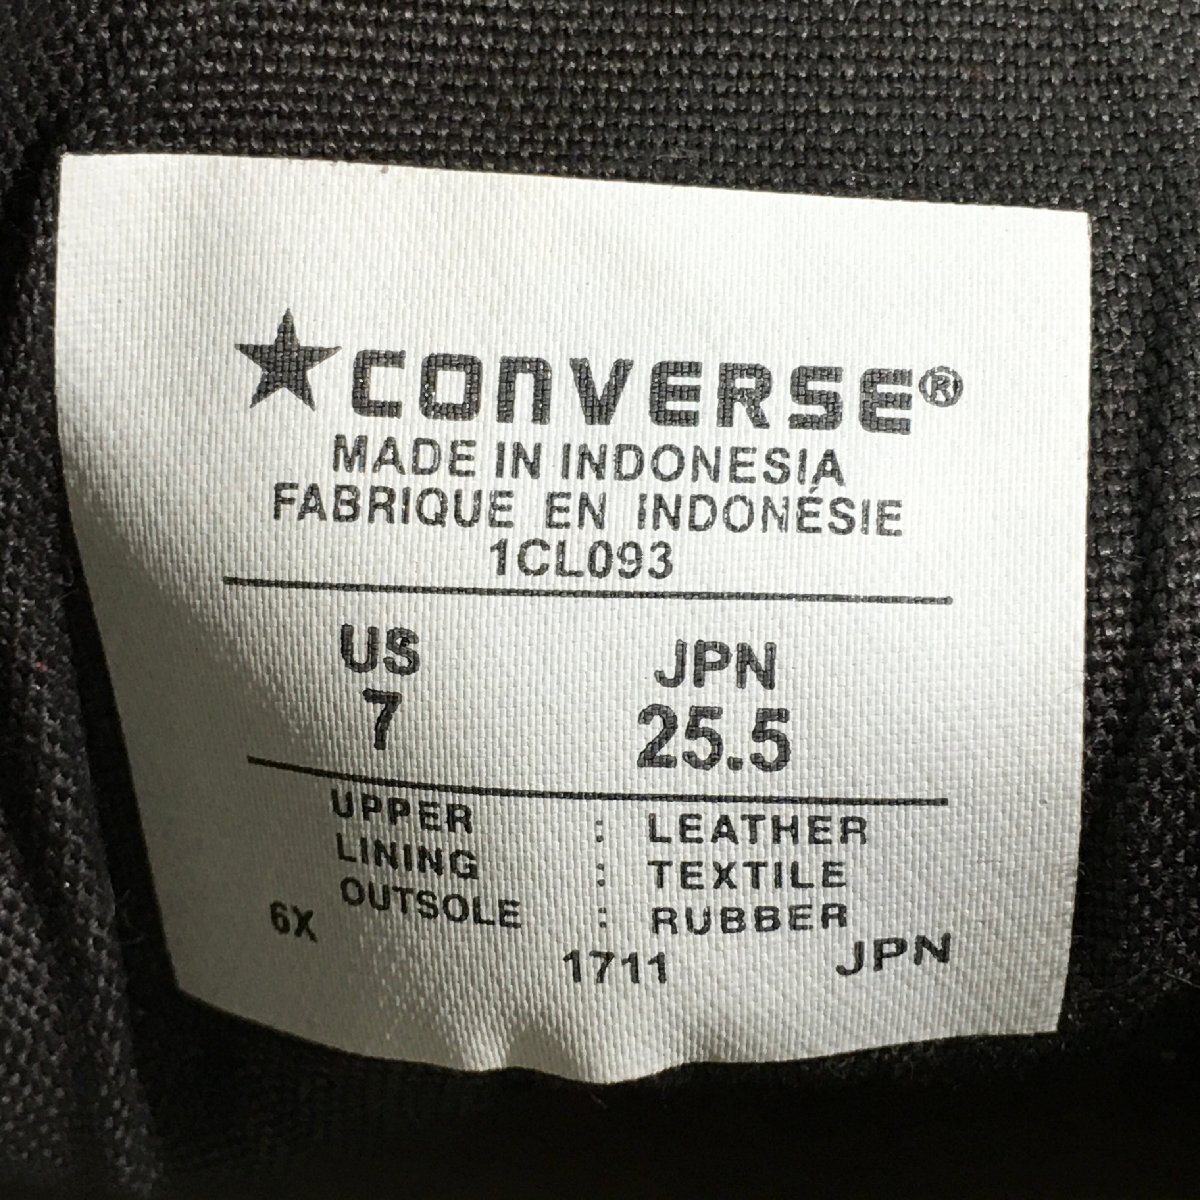 CONVERSE®
MADE IN INDONESIA
FABRIQUE EN INDONÉSIE
1CL093
US JPN
7 25.5
UPPER : LEATHER
LINING : TEXTILE
OUTSOLE : RUBBER
6X 1711 JPN